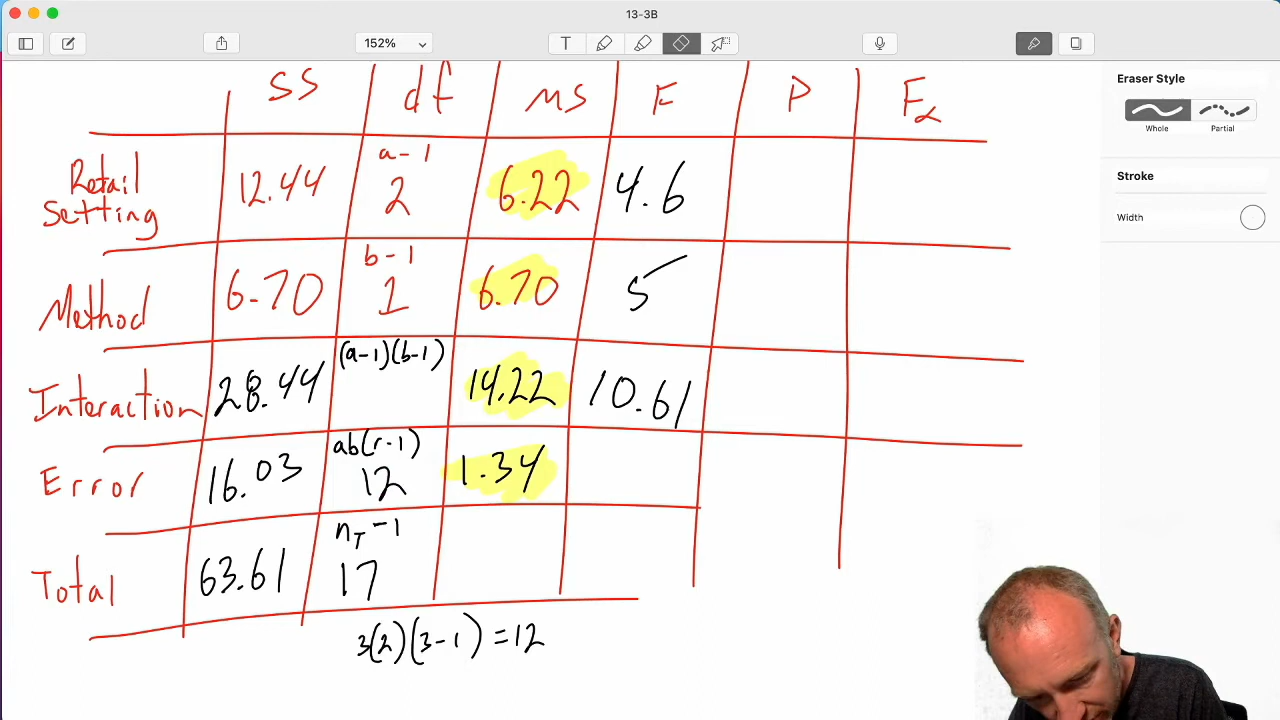 13-3B
152%
T
Eraser Style
Whole Partial
Stroke
Width
SS df MS F P Fα
Retail Setting 12.44 a-1 2 6.22 4.6
Method 6.70 b-1 1 6.70 5
Interaction 28.44 (a-1)(b-1) 14.22 10.61
Error 16.03 ab(r-1) 12 1.34
Total 63.61 nT-1 17
3(2)(3-1)=12